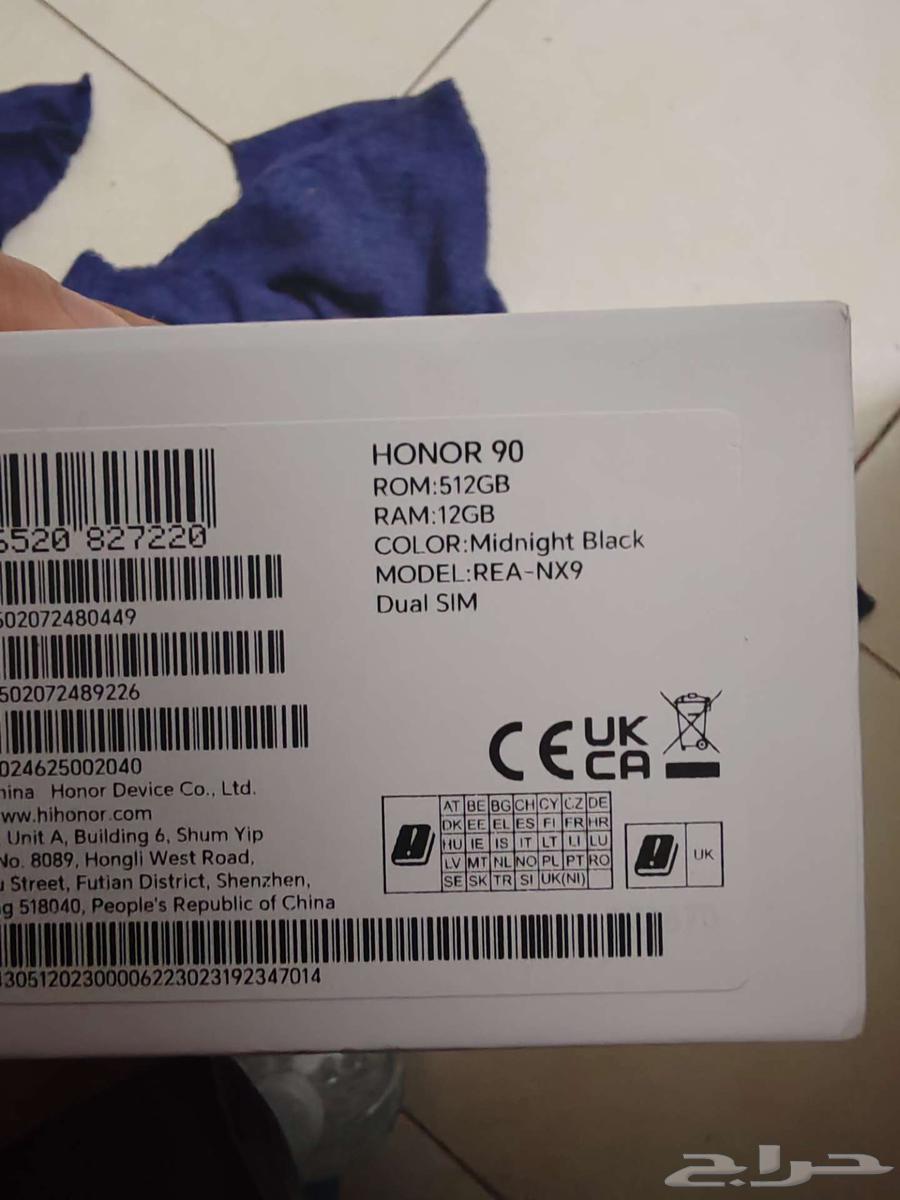 HONOR 90
ROM:512GB
RAM:12GB
COLOR:Midnight Black
MODEL:REA-NX9
Dual SIM
6520 827220
502072480449
502072489226
024625002040
hina Honor Device Co., Ltd.
ww.hihonor.com
Unit A, Building 6, Shum Yip
No. 8089, Hongli West Road,
u Street, Futian District, Shenzhen,
g 518040, People's Republic of China
CE UK CA
AT BE BG CH CY CZ DE
DK EE EL ES FI FR HR
HU IE IS IT LT LI LU
LV MT NL NO PL PT RO
SE SK TR SI UK(NI)
UK
3051202300006223023192347014
حراج